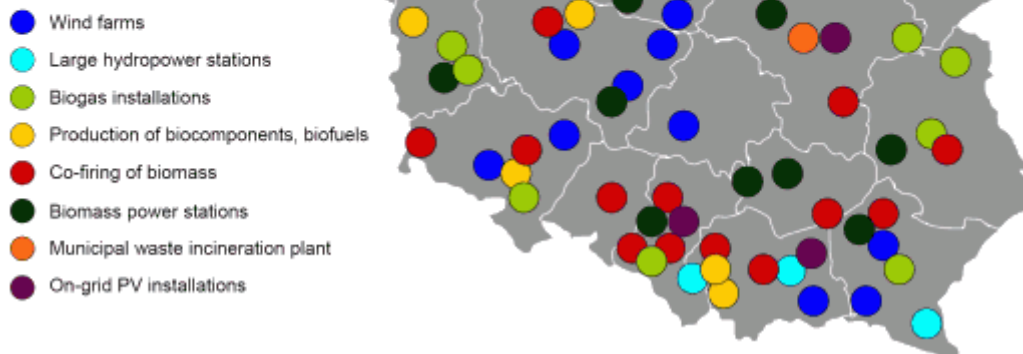 Wind farms
Large hydropower stations
Biogas installations
Production of biocomponents, biofuels
Co-firing of biomass
Biomass power stations
Municipal waste incineration plant
On-grid PV installations